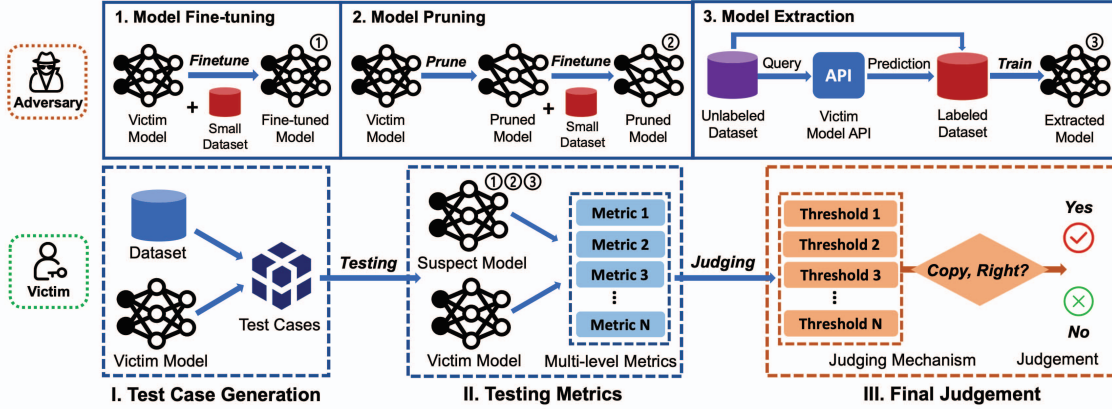 1. Model Fine-tuning
Adversary
Victim
Model
Finetune
+
Small
Dataset
①
Fine-tuned
Model
2. Model Pruning
Victim
Model
Prune
Pruned
Model
Finetune
+
Small
Dataset
②
Pruned
Model
3. Model Extraction
Unlabeled
Dataset
Query
API
Victim
Model API
Prediction
Labeled
Dataset
Train
③
Extracted
Model
Victim
Dataset
Victim Model
Test Cases
I. Test Case Generation
Testing
①②③
Suspect Model
Victim Model
Metric 1
Metric 2
Metric 3
⋮
Metric N
Multi-level Metrics
II. Testing Metrics
Judging
Threshold 1
Threshold 2
Threshold 3
⋮
Threshold N
Judging Mechanism
Copy, Right?
Yes
No
Judgement
III. Final Judgement